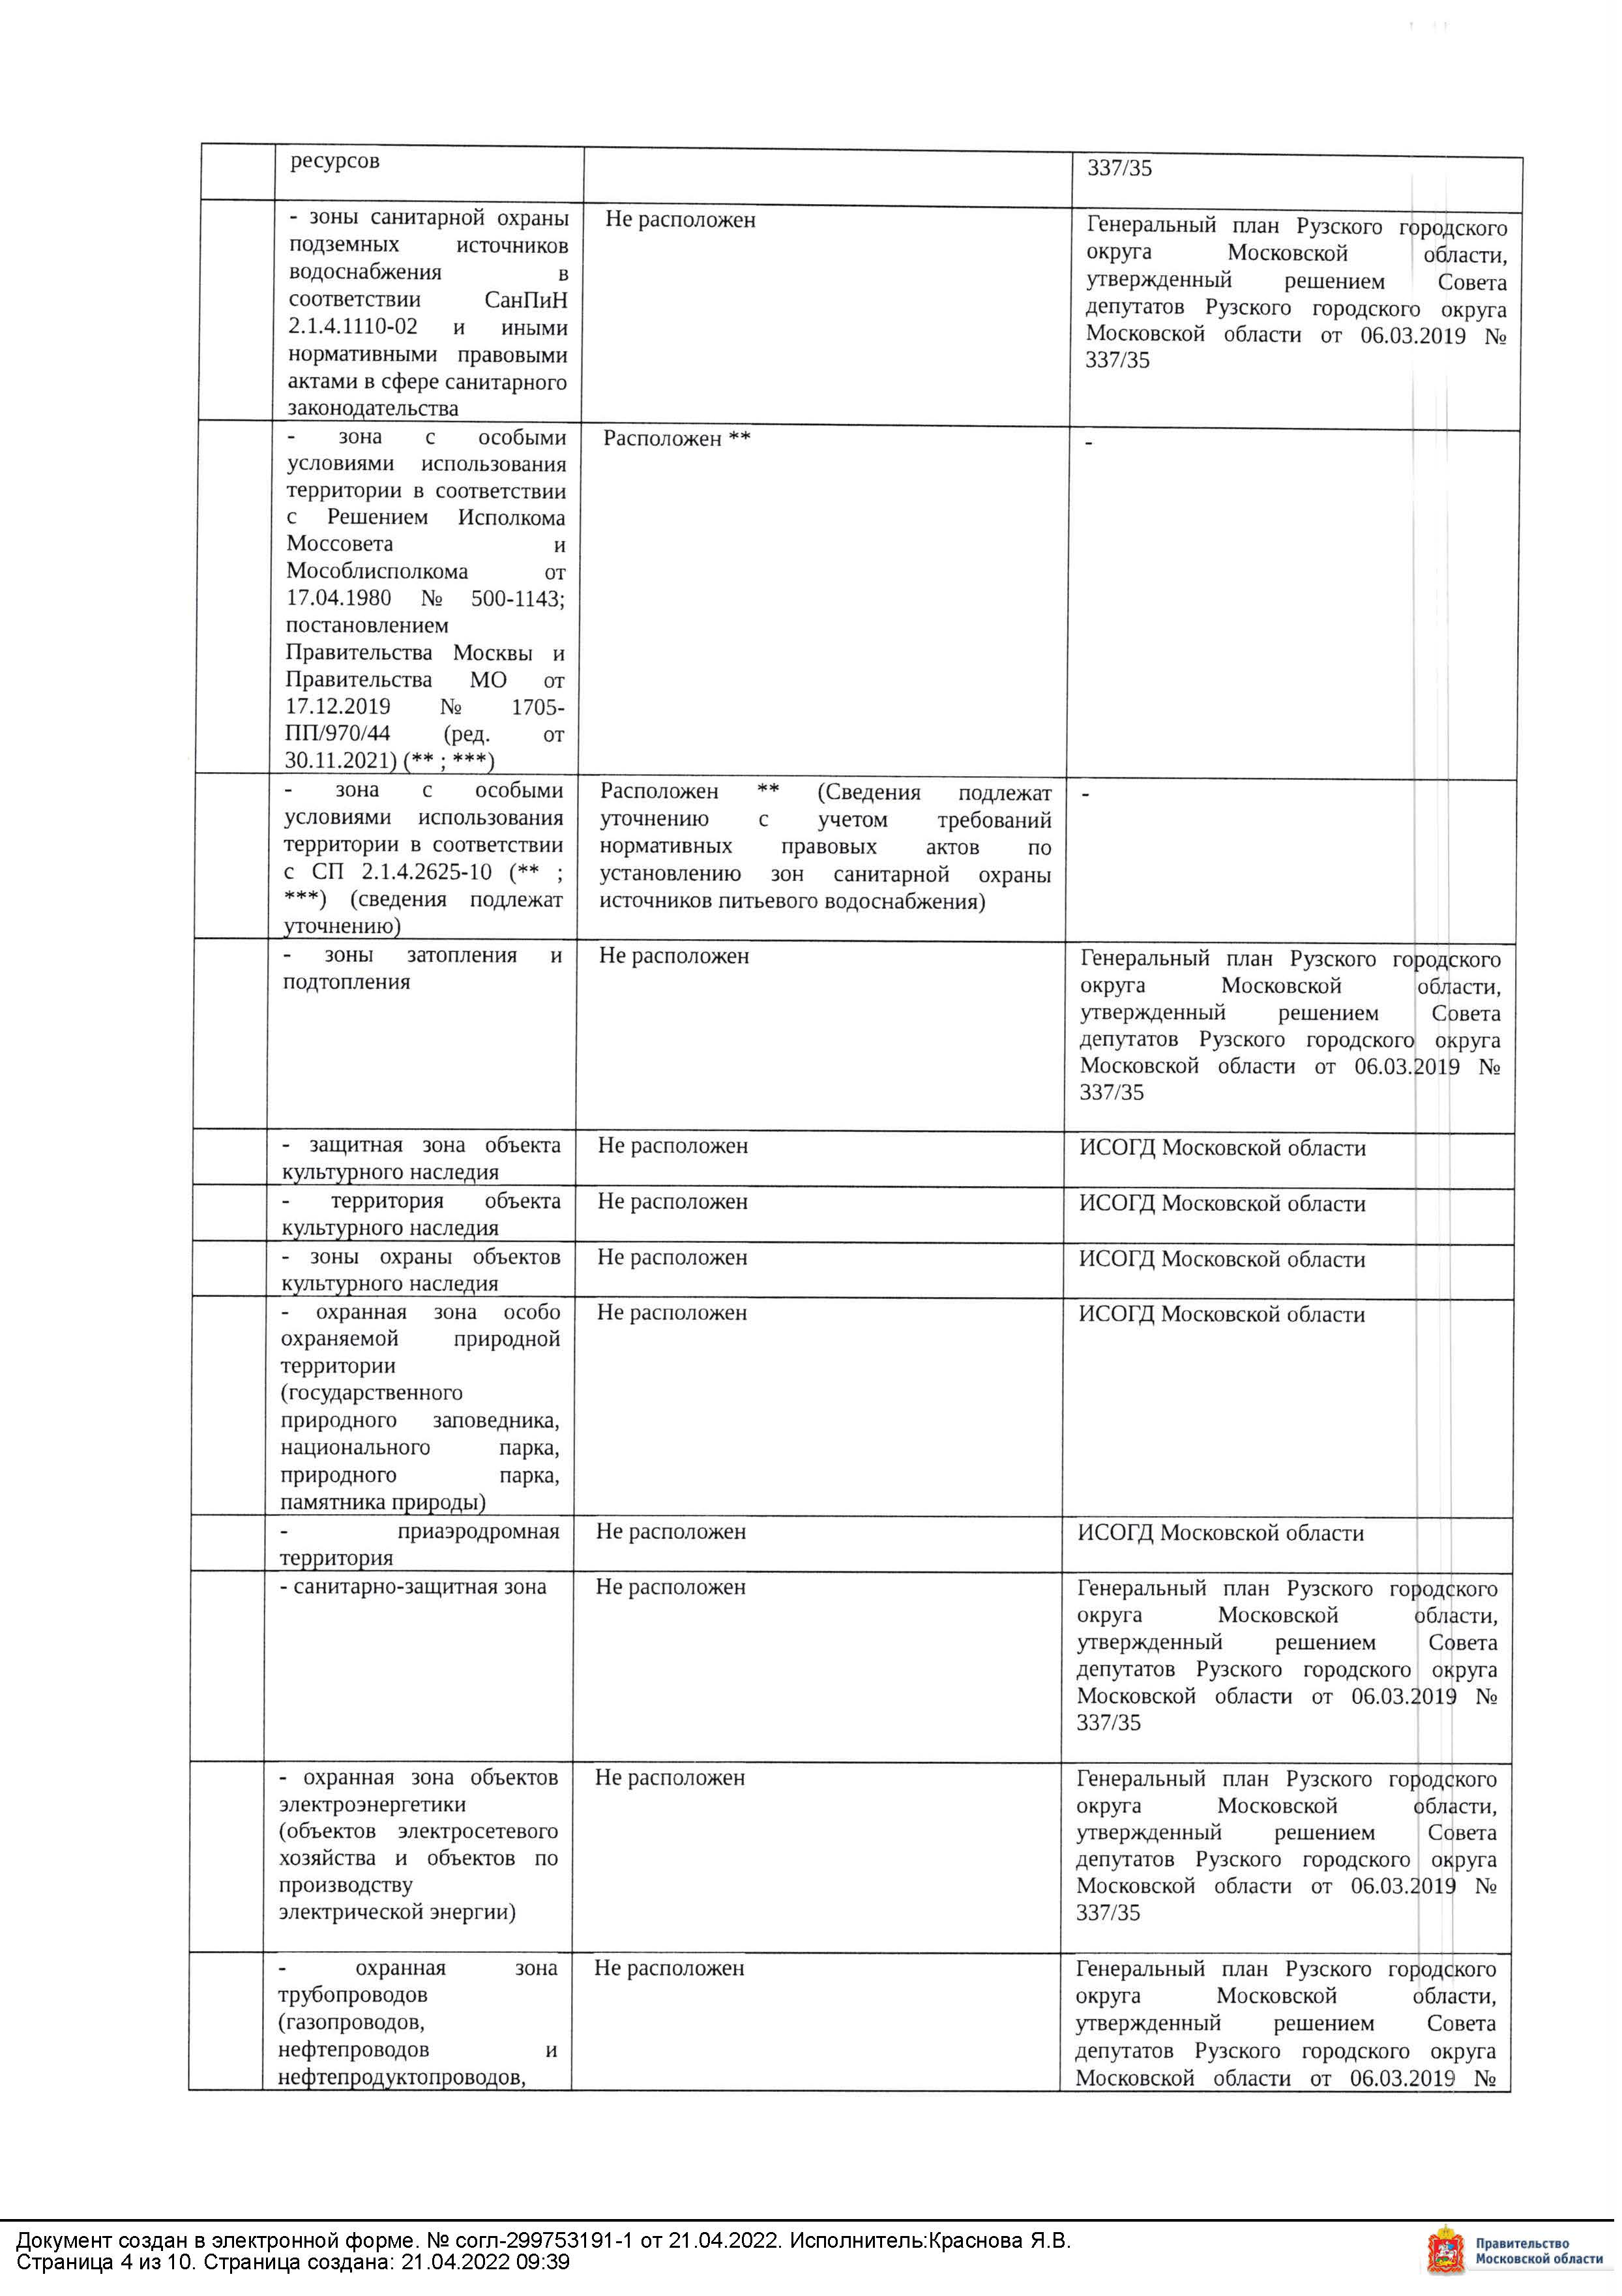 ресурсов
337/35
- зоны санитарной охраны
подземных источников
водоснабжения в
соответствии СанПиН
2.1.4.1110-02 и иными
нормативными правовыми
актами в сфере санитарного
законодательства
Не расположен
Генеральный план Рузского городского
округа Московской области,
утвержденный решением Совета
депутатов Рузского городского округа
Московской области от 06.03.2019 №
337/35
- зона с особыми
условиями использования
территории в соответствии
с Решением Исполкома
Моссовета и
Мособлисполкома от
17.04.1980 № 500-1143;
постановлением
Правительства Москвы и
Правительства МО от
17.12.2019 № 1705-
ПП/970/44 (ред. от
30.11.2021) (** ; ***)
Расположен **
-
- зона с особыми
условиями использования
территории в соответствии
с СП 2.1.4.2625-10 (** ;
***) (сведения подлежат
уточнению)
Расположен ** (Сведения подлежат
уточнению с учетом требований
нормативных правовых актов по
установлению зон санитарной охраны
источников питьевого водоснабжения)
-
- зоны затопления и
подтопления
Не расположен
Генеральный план Рузского городского
округа Московской области,
утвержденный решением Совета
депутатов Рузского городского округа
Московской области от 06.03.2019 №
337/35
- защитная зона объекта
культурного наследия
Не расположен
ИСОГД Московской области
- территория объекта
культурного наследия
Не расположен
ИСОГД Московской области
- зоны охраны объектов
культурного наследия
Не расположен
ИСОГД Московской области
- охранная зона особо
охраняемой природной
территории
(государственного
природного заповедника,
национального парка,
природного парка,
памятника природы)
Не расположен
ИСОГД Московской области
- приаэродромная
территория
Не расположен
ИСОГД Московской области
- санитарно-защитная зона
Не расположен
Генеральный план Рузского городского
округа Московской области,
утвержденный решением Совета
депутатов Рузского городского округа
Московской области от 06.03.2019 №
337/35
- охранная зона объектов
электроэнергетики
(объектов электросетевого
хозяйства и объектов по
производству
электрической энергии)
Не расположен
Генеральный план Рузского городского
округа Московской области,
утвержденный решением Совета
депутатов Рузского городского округа
Московской области от 06.03.2019 №
337/35
- охранная зона
трубопроводов
(газопроводов,
нефтепроводов и
нефтепродуктопроводов,
Не расположен
Генеральный план Рузского городского
округа Московской области,
утвержденный решением Совета
депутатов Рузского городского округа
Московской области от 06.03.2019 №
Документ создан в электронной форме. № согл-299753191-1 от 21.04.2022. Исполнитель:Краснова Я.В.
Страница 4 из 10. Страница создана: 21.04.2022 09:39
Правительство
Московской области